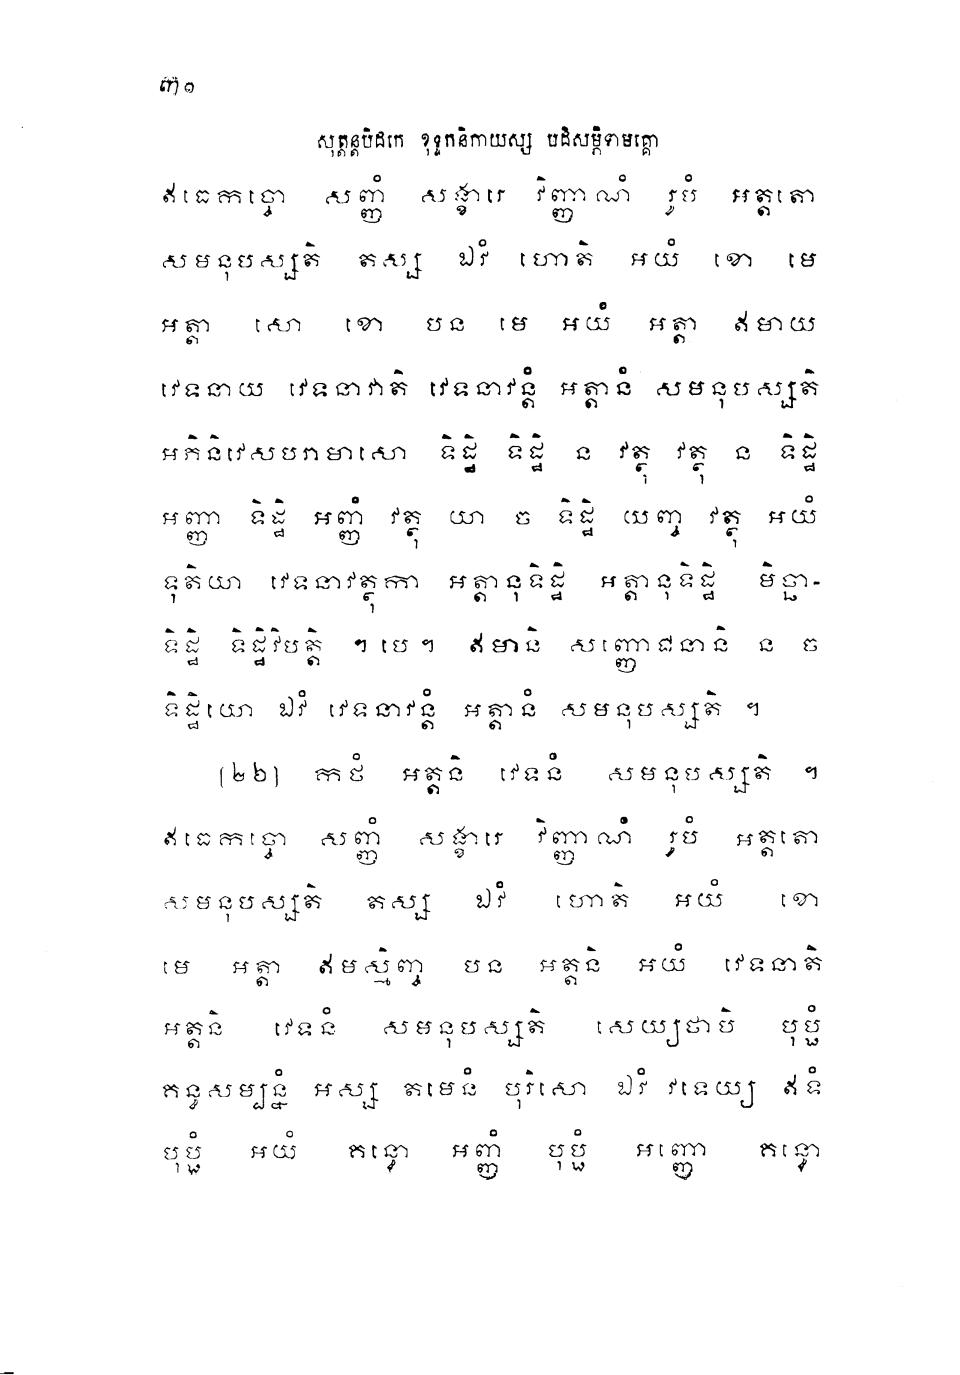 ៣១
សុត្តន្តបិដកេ ខុទ្ទកនិកាយស្ស បដិសម្ភិទាមគ្គោ
ឥធេកច្ចោ សញ្ញំ សង្ខារេ វិញ្ញាណំ រូបំ អត្តតោ
សមនុបស្សតិ តស្ស ឯវំ ហោតិ អយំ ខោ មេ
អត្តា សោ ខោ បន មេ អយំ អត្តា ឥមាយ
វេទនាយ វេទនាវាតិ វេទនាវន្តំ អត្តានំ សមនុបស្សតិ
អភិនិវេសបរាមាសោ ទិដ្ឋិ ទិដ្ឋិ ន វត្ថុ វត្ថុ ន ទិដ្ឋិ
អញ្ញា ទិដ្ឋិ អញ្ញំ វត្ថុ យា ច ទិដ្ឋិ យញ្ច វត្ថុ អយំ
ទុតិយា វេទនាវត្ថុកា អត្តានុទិដ្ឋិ អត្តានុទិដ្ឋិ មិច្ឆា-
ទិដ្ឋិ ទិដ្ឋិវិបត្តិ ។ បេ ។ ឥមានិ សញ្ញោជនានិ ន ច
ទិដ្ឋិយោ ឯវំ វេទនាវន្តំ អត្តានំ សមនុបស្សតិ ។
(២២) កថំ អត្តនិ វេទនំ សមនុបស្សតិ ។
ឥធេកច្ចោ សញ្ញំ សង្ខារេ វិញ្ញាណំ រូបំ អត្តតោ
សមនុបស្សតិ តស្ស ឯវំ ហោតិ អយំ ខោ
មេ អត្តា ឥមស្មិញ្ច បន អត្តនិ អយំ វេទនាតិ
អត្តនិ វេទនំ សមនុបស្សតិ សេយ្យថាបិ បុប្ផំ
គន្ធសម្បន្នំ អស្ស តមេនំ បុរិសោ ឯវំ វទេយ្យ ឥទំ
បុប្ផំ អយំ គន្ធោ អញ្ញំ បុប្ផំ អញ្ញោ គន្ធោ